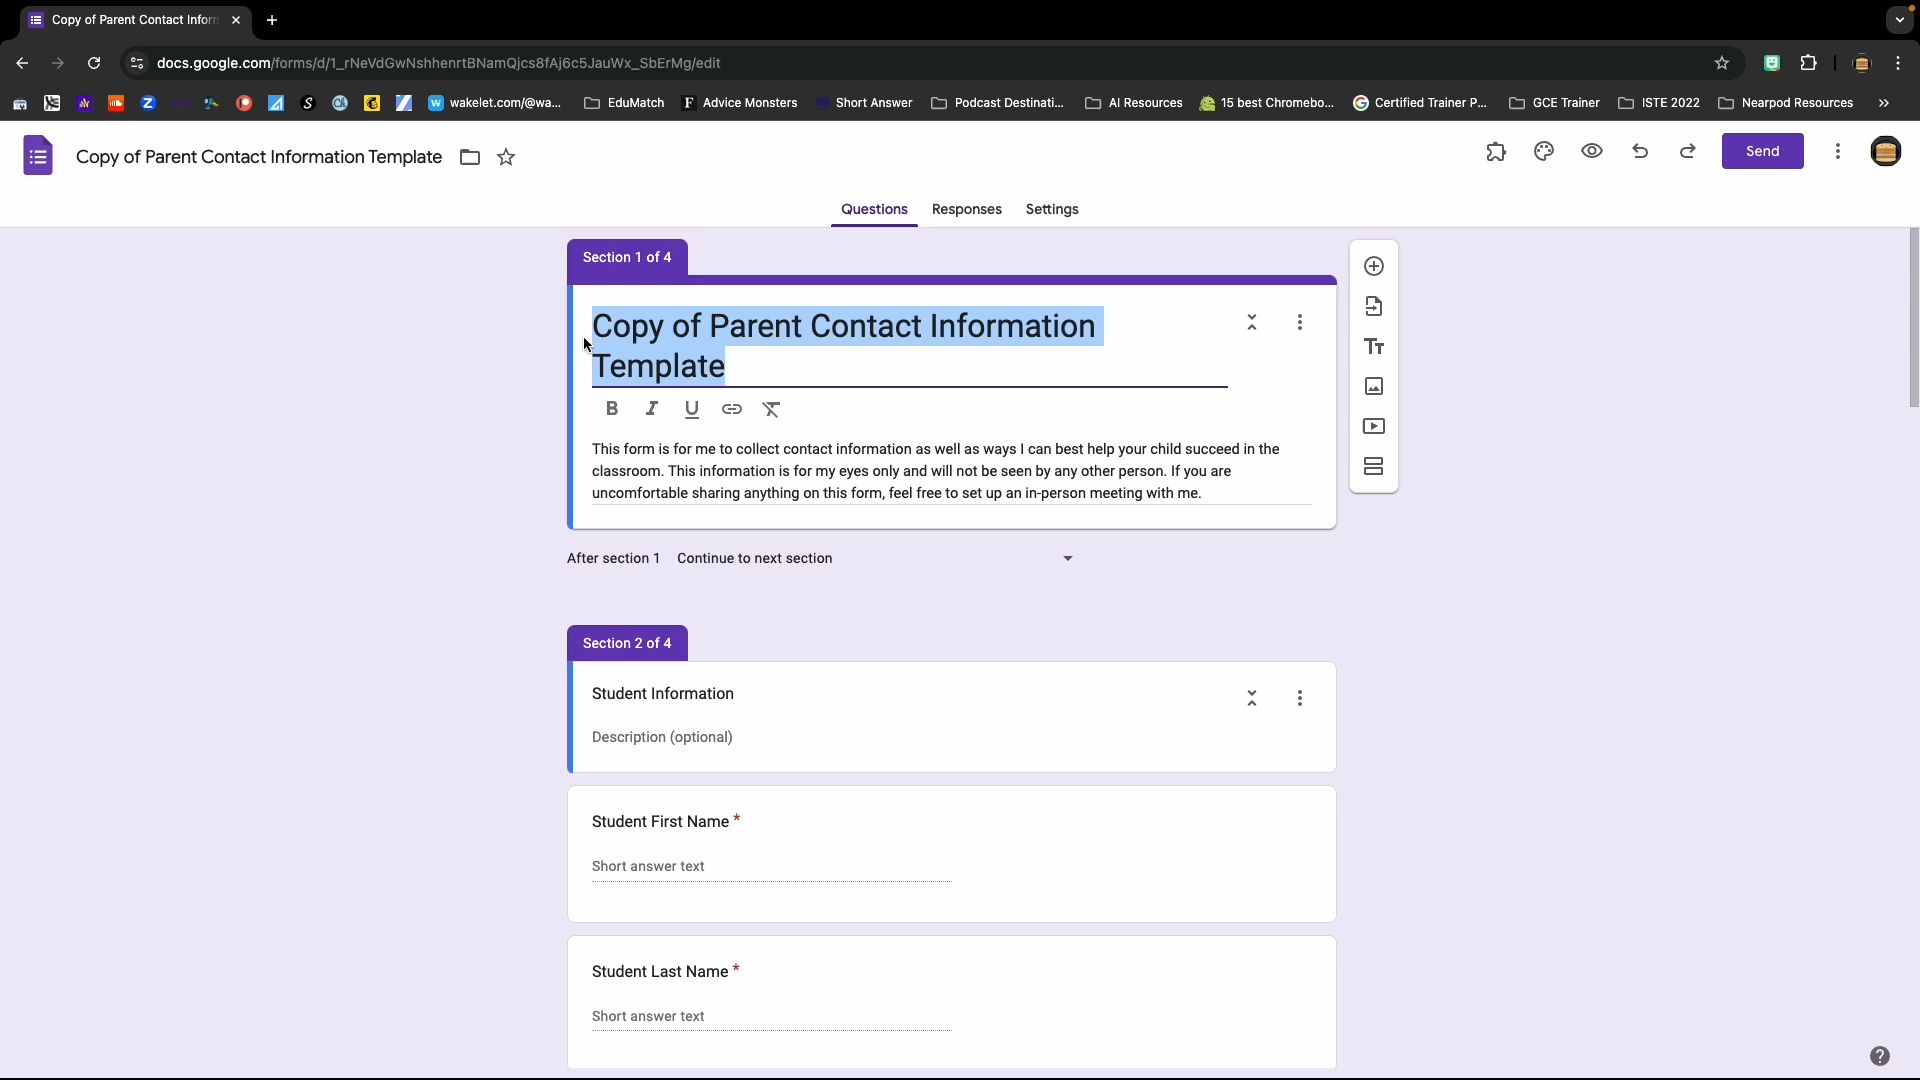 Copy of Parent Contact Inforn
docs.google.com/forms/d/1_rNeVdGwNshhenrtBNamQjcs8fAj6c5JauWx_SbErMg/edit
wakelet.com/@wa...
EduMatch
Advice Monsters
Short Answer
Podcast Destinati...
AI Resources
15 best Chromebo...
Certified Trainer P...
GCE Trainer
ISTE 2022
Nearpod Resources
Copy of Parent Contact Information Template
Send
Questions
Responses
Settings
Section 1 of 4
Copy of Parent Contact Information
Template
B I U
This form is for me to collect contact information as well as ways I can best help your child succeed in the
classroom. This information is for my eyes only and will not be seen by any other person. If you are
uncomfortable sharing anything on this form, feel free to set up an in-person meeting with me.
Tт
After section 1 Continue to next section
Section 2 of 4
Student Information
Description (optional)
Student First Name *
Short answer text
Student Last Name *
Short answer text